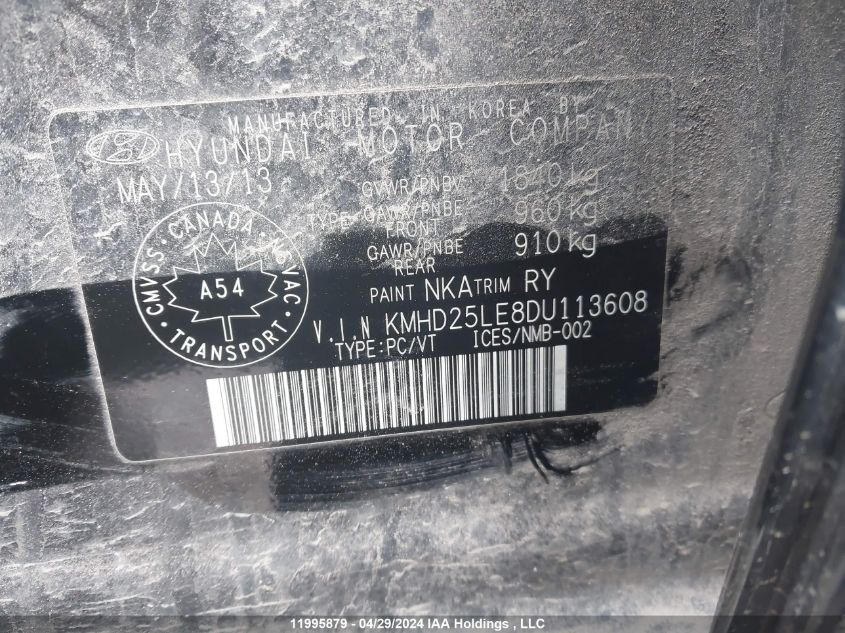 MANUFACTURED IN KOREA BY
HYUNDAI MOTOR COMPANY
MAY/13/13
GVWR/PNBV 1840 kg
TYPE: GAWR/PNBE FRONT 960 kg
GAWR/PNBE REAR 910 kg
PAINT NKA TRIM RY
V.I.N KMHD25LE8DU113608
TYPE:PC/VT ICES/NMB-002
CANADA
CMVSS · NSVAC
A54
TRANSPORT
11995879 - 04/29/2024 IAA Holdings , LLC